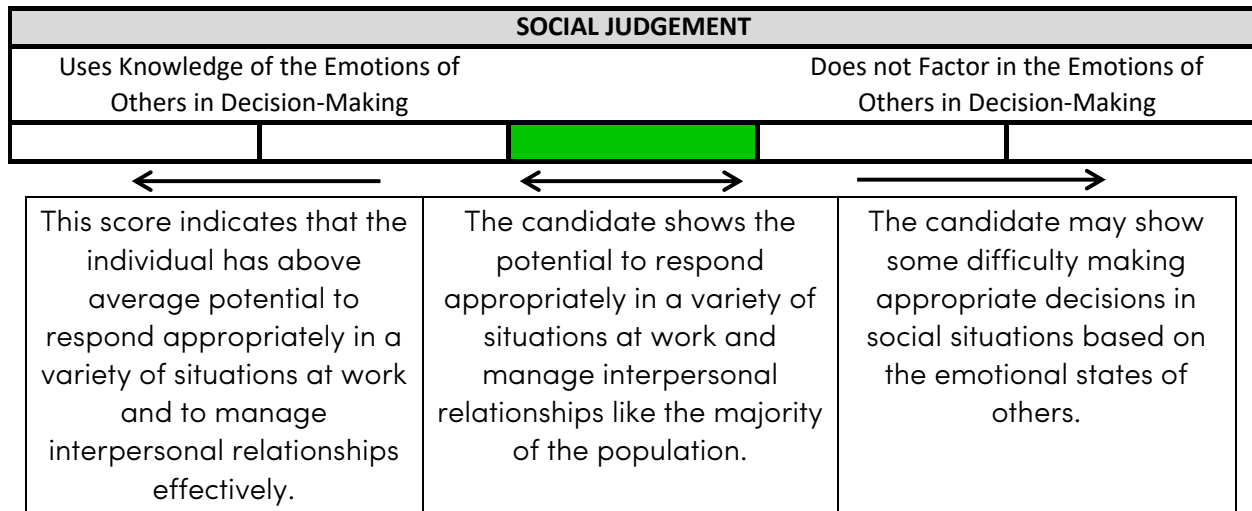 SOCIAL JUDGEMENT
Uses Knowledge of the Emotions of
Others in Decision-Making
Does not Factor in the Emotions of
Others in Decision-Making
This score indicates that the
individual has above
average potential to
respond appropriately in a
variety of situations at work
and to manage
interpersonal relationships
effectively.
The candidate shows the
potential to respond
appropriately in a variety of
situations at work and
manage interpersonal
relationships like the majority
of the population.
The candidate may show
some difficulty making
appropriate decisions in
social situations based on
the emotional states of
others.